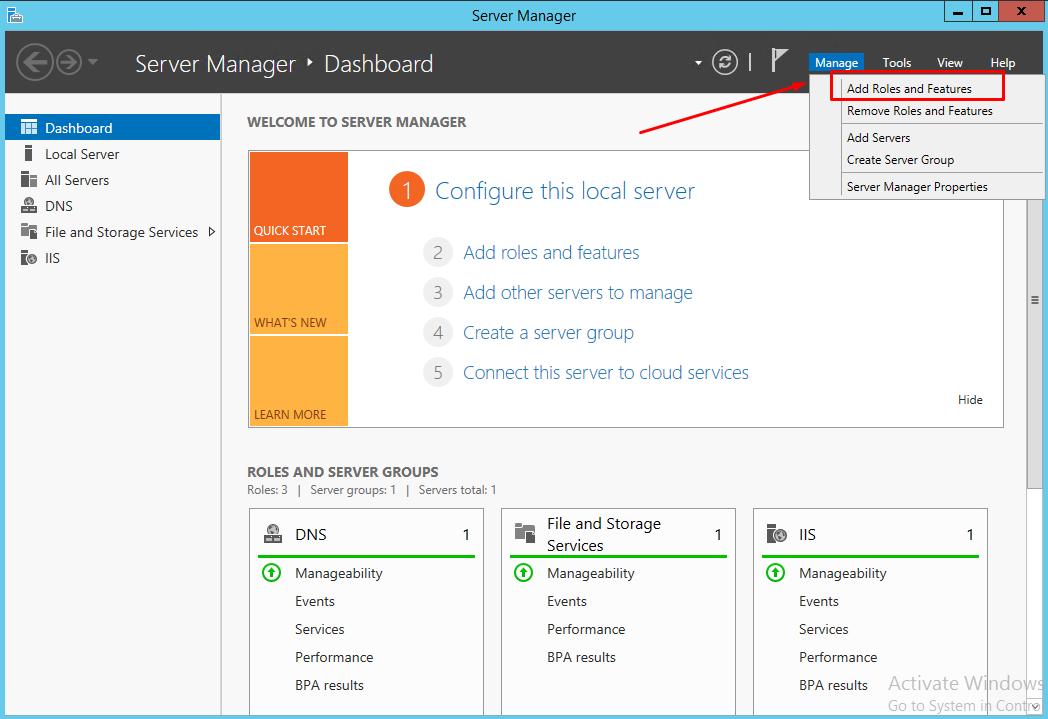 Server Manager
Server Manager ‣ Dashboard
Manage Tools View Help
Add Roles and Features
Remove Roles and Features
Add Servers
Create Server Group
Server Manager Properties
Dashboard
Local Server
All Servers
DNS
File and Storage Services
IIS
WELCOME TO SERVER MANAGER
QUICK START
WHAT'S NEW
LEARN MORE
1 Configure this local server
2 Add roles and features
3 Add other servers to manage
4 Create a server group
5 Connect this server to cloud services
Hide
ROLES AND SERVER GROUPS
Roles: 3 | Server groups: 1 | Servers total: 1
DNS 1
Manageability
Events
Services
Performance
BPA results
File and Storage
Services 1
Manageability
Events
Performance
BPA results
IIS 1
Manageability
Events
Services
Performance
BPA results
Activate Windows
Go to System in Contro